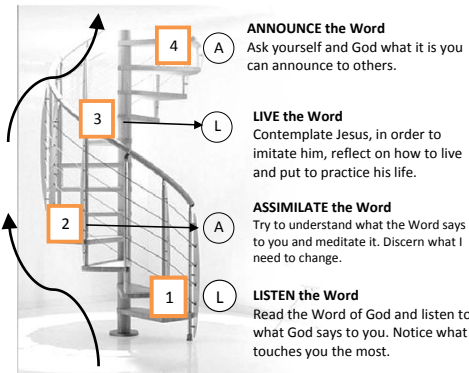 4
A
ANNOUNCE the Word
Ask yourself and God what it is you
can announce to others.
3
L
LIVE the Word
Contemplate Jesus, in order to
imitate him, reflect on how to live
and put to practice his life.
2
A
ASSIMILATE the Word
Try to understand what the Word says
to you and meditate it. Discern what I
need to change.
1
L
LISTEN the Word
Read the Word of God and listen to
what God says to you. Notice what
touches you the most.